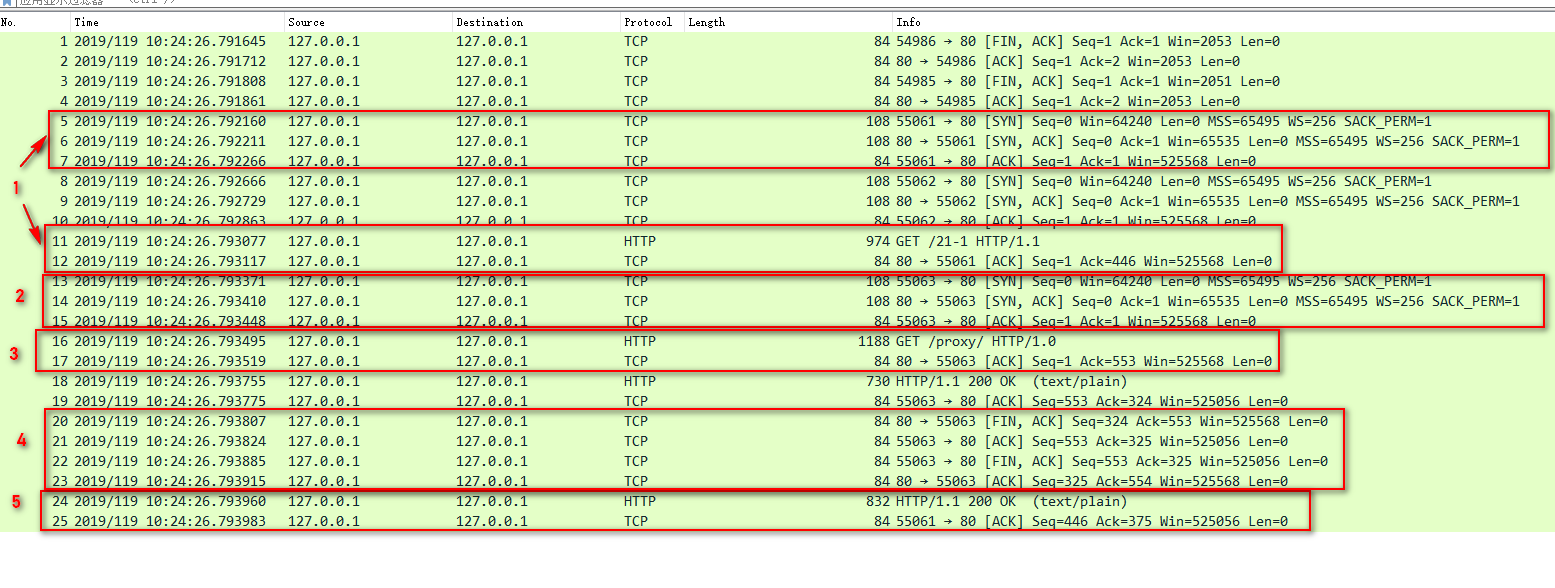 应用显示过滤器 … <Ctrl-/>
No. Time Source Destination Protocol Length Info
1 2019/119 10:24:26.791645 127.0.0.1 127.0.0.1 TCP 84 54986 → 80 [FIN, ACK] Seq=1 Ack=1 Win=2053 Len=0
2 2019/119 10:24:26.791712 127.0.0.1 127.0.0.1 TCP 84 80 → 54986 [ACK] Seq=1 Ack=2 Win=2053 Len=0
3 2019/119 10:24:26.791808 127.0.0.1 127.0.0.1 TCP 84 54985 → 80 [FIN, ACK] Seq=1 Ack=1 Win=2051 Len=0
4 2019/119 10:24:26.791861 127.0.0.1 127.0.0.1 TCP 84 80 → 54985 [ACK] Seq=1 Ack=2 Win=2053 Len=0
5 2019/119 10:24:26.792160 127.0.0.1 127.0.0.1 TCP 108 55061 → 80 [SYN] Seq=0 Win=64240 Len=0 MSS=65495 WS=256 SACK_PERM=1
6 2019/119 10:24:26.792211 127.0.0.1 127.0.0.1 TCP 108 80 → 55061 [SYN, ACK] Seq=0 Ack=1 Win=65535 Len=0 MSS=65495 WS=256 SACK_PERM=1
7 2019/119 10:24:26.792266 127.0.0.1 127.0.0.1 TCP 84 55061 → 80 [ACK] Seq=1 Ack=1 Win=525568 Len=0
1
8 2019/119 10:24:26.792666 127.0.0.1 127.0.0.1 TCP 108 55062 → 80 [SYN] Seq=0 Win=64240 Len=0 MSS=65495 WS=256 SACK_PERM=1
9 2019/119 10:24:26.792729 127.0.0.1 127.0.0.1 TCP 108 80 → 55062 [SYN, ACK] Seq=0 Ack=1 Win=65535 Len=0 MSS=65495 WS=256 SACK_PERM=1
10 2019/119 10:24:26.792863 127.0.0.1 127.0.0.1 TCP 84 55062 → 80 [ACK] Seq=1 Ack=1 Win=525568 Len=0
11 2019/119 10:24:26.793077 127.0.0.1 127.0.0.1 HTTP 974 GET /21-1 HTTP/1.1
12 2019/119 10:24:26.793117 127.0.0.1 127.0.0.1 TCP 84 80 → 55061 [ACK] Seq=1 Ack=446 Win=525568 Len=0
13 2019/119 10:24:26.793371 127.0.0.1 127.0.0.1 TCP 108 55063 → 80 [SYN] Seq=0 Win=64240 Len=0 MSS=65495 WS=256 SACK_PERM=1
2
14 2019/119 10:24:26.793410 127.0.0.1 127.0.0.1 TCP 108 80 → 55063 [SYN, ACK] Seq=0 Ack=1 Win=65535 Len=0 MSS=65495 WS=256 SACK_PERM=1
15 2019/119 10:24:26.793448 127.0.0.1 127.0.0.1 TCP 84 55063 → 80 [ACK] Seq=1 Ack=1 Win=525568 Len=0
3
16 2019/119 10:24:26.793495 127.0.0.1 127.0.0.1 HTTP 1188 GET /proxy/ HTTP/1.0
17 2019/119 10:24:26.793519 127.0.0.1 127.0.0.1 TCP 84 80 → 55063 [ACK] Seq=1 Ack=553 Win=525568 Len=0
18 2019/119 10:24:26.793755 127.0.0.1 127.0.0.1 HTTP 730 HTTP/1.1 200 OK (text/plain)
19 2019/119 10:24:26.793775 127.0.0.1 127.0.0.1 TCP 84 55063 → 80 [ACK] Seq=553 Ack=324 Win=525056 Len=0
20 2019/119 10:24:26.793807 127.0.0.1 127.0.0.1 TCP 84 80 → 55063 [FIN, ACK] Seq=324 Ack=553 Win=525568 Len=0
4
21 2019/119 10:24:26.793824 127.0.0.1 127.0.0.1 TCP 84 55063 → 80 [ACK] Seq=553 Ack=325 Win=525056 Len=0
22 2019/119 10:24:26.793885 127.0.0.1 127.0.0.1 TCP 84 55063 → 80 [FIN, ACK] Seq=553 Ack=325 Win=525056 Len=0
23 2019/119 10:24:26.793915 127.0.0.1 127.0.0.1 TCP 84 80 → 55063 [ACK] Seq=325 Ack=554 Win=525568 Len=0
5
24 2019/119 10:24:26.793960 127.0.0.1 127.0.0.1 HTTP 832 HTTP/1.1 200 OK (text/plain)
25 2019/119 10:24:26.793983 127.0.0.1 127.0.0.1 TCP 84 55061 → 80 [ACK] Seq=446 Ack=375 Win=525056 Len=0